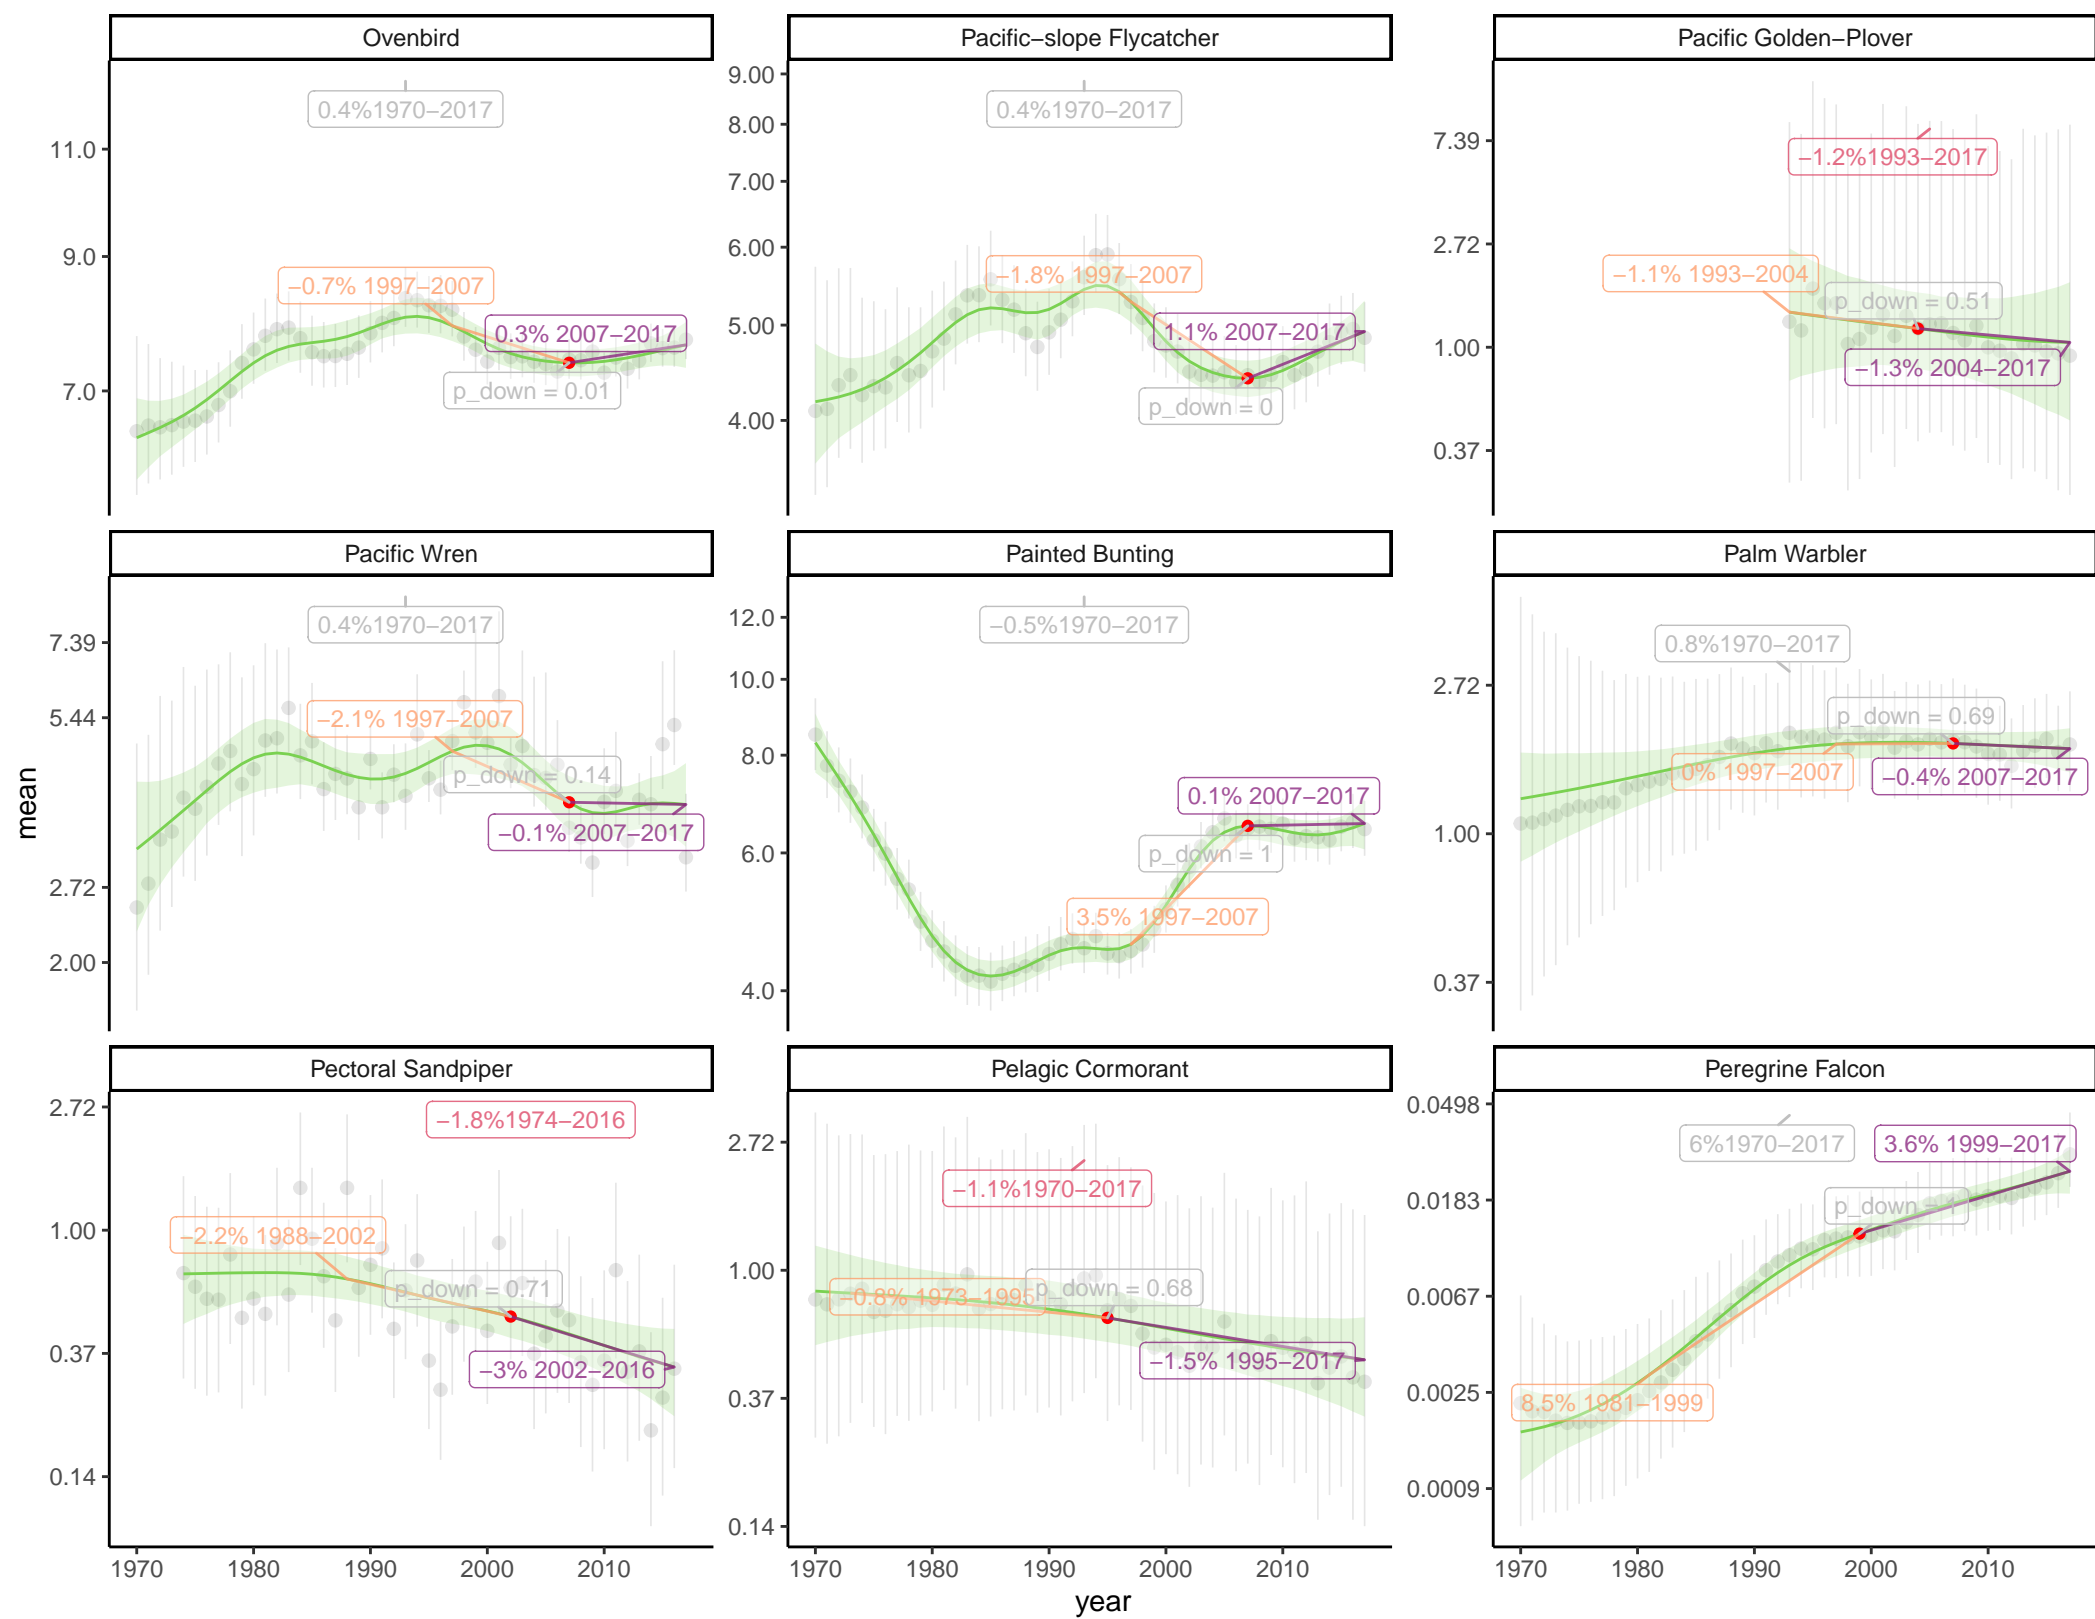 Ovenbird
0.4%1970−2017
−0.7% 1997−2007
0.3% 2007−2017
p_down = 0.01
11.0
9.0
7.0
Pacific−slope Flycatcher
0.4%1970−2017
−1.8% 1997−2007
1.1% 2007−2017
p_down = 0
9.00
8.00
7.00
6.00
5.00
4.00
Pacific Golden−Plover
−1.2%1993−2017
−1.1% 1993−2004
p_down = 0.51
−1.3% 2004−2017
7.39
2.72
1.00
0.37
Pacific Wren
0.4%1970−2017
−2.1% 1997−2007
p_down = 0.14
−0.1% 2007−2017
7.39
5.44
2.72
2.00
Painted Bunting
−0.5%1970−2017
0.1% 2007−2017
p_down = 1
3.5% 1997−2007
12.0
10.0
8.0
6.0
4.0
Palm Warbler
0.8%1970−2017
p_down = 0.69
0% 1997−2007
−0.4% 2007−2017
2.72
1.00
0.37
Pectoral Sandpiper
−1.8%1974−2016
−2.2% 1988−2002
p_down = 0.71
−3% 2002−2016
2.72
1.00
0.37
0.14
1970 1980 1990 2000 2010
Pelagic Cormorant
−1.1%1970−2017
−0.8% 1973−1995
p_down = 0.68
−1.5% 1995−2017
2.72
1.00
0.37
0.14
1970 1980 1990 2000 2010
Peregrine Falcon
6%1970−2017
3.6% 1999−2017
p_down =
8.5% 1981−1999
0.0498
0.0183
0.0067
0.0025
0.0009
1970 1980 1990 2000 2010
mean
year